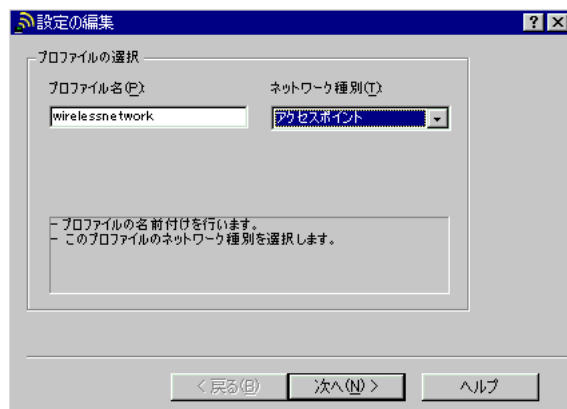 設定の編集
プロファイルの選択
プロファイル名(P):
ネットワーク種別(T):
wirelessnetwork
アクセスポイント
- プロファイルの名前付けを行います。
- このプロファイルのネットワーク種別を選択します。
< 戻る(B)
次へ(N) >
ヘルプ